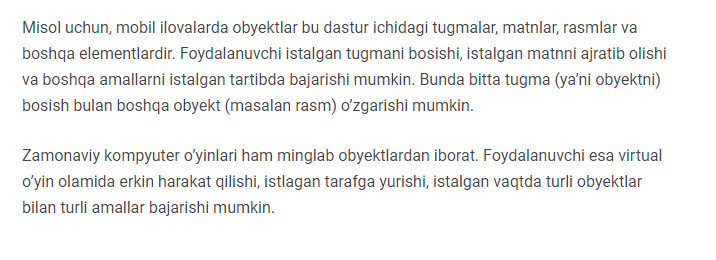 Misol uchun, mobil ilovalarda obyektlar bu dastur ichidagi tugmalar, matnlar, rasmlar va
boshqa elementlardir. Foydalanuvchi istalgan tugmani bosishi, istalgan matnni ajratib olishi
va boshqa amallarni istalgan tartibda bajarishi mumkin. Bunda bitta tugma (ya’ni obyektni)
bosish bulan boshqa obyekt (masalan rasm) o’zgarishi mumkin.
Zamonaviy kompyuter o’yinlari ham minglab obyektlardan iborat. Foydalanuvchi esa virtual
o’yin olamida erkin harakat qilishi, istlagan tarafga yurishi, istalgan vaqtda turli obyektlar
bilan turli amallar bajarishi mumkin.